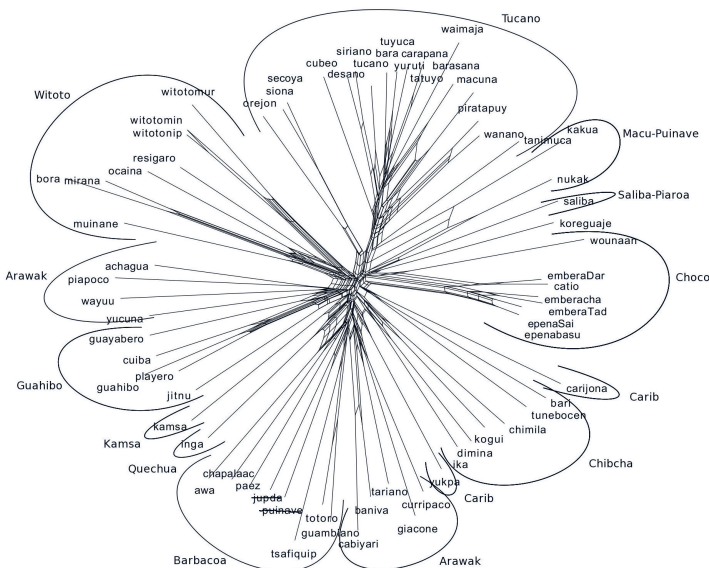 Tucano
waimaja
tuyuca
siriano bara carapana
cubeo tucano yuruti barasana
desano tatuyo
secoya macuna
siona
orejon piratapuy
wanano
tanimuca
kakua
Macu-Puinave
nukak
Saliba-Piaroa
saliba
koreguaje
wounaan
Choco
emberaDar
catio
emberacha
emberaTad
epenaSai
epenabasu
carijona
Carib
bari
tunebocen
chimila
Chibcha
kogui
dimina
ika
yukpa
Carib
curripaco
giacone
Arawak
tariano
baniva
cabiyari
guambiano
totoro
tsafiquip
Barbacoa
puinave
jupda
paez
chapalaac
awa
Quechua
inga
Kamsa
kamsa
jitnu
guahibo
Guahibo
playero
cuiba
guayabero
yucuna
wayuu
piapoco
Arawak
achagua
muinane
bora mirana
ocaina
resigaro
witotonip
witotomin
Witoto
witotomur